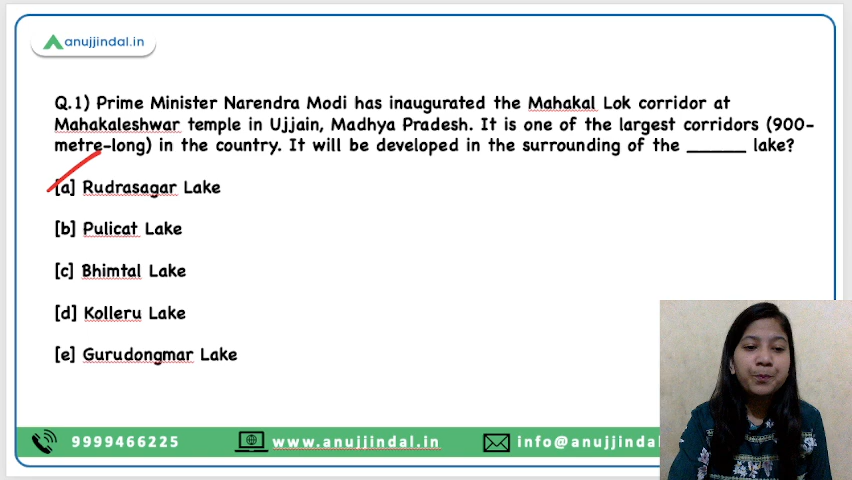 anujjindal.in
Q.1) Prime Minister Narendra Modi has inaugurated the Mahakal Lok corridor at
Mahakaleshwar temple in Ujjain, Madhya Pradesh. It is one of the largest corridors (900-
metre-long) in the country. It will be developed in the surrounding of the ______ lake?
[a] Rudrasagar Lake
[b] Pulicat Lake
[c] Bhimtal Lake
[d] Kolleru Lake
[e] Gurudongmar Lake
9999466225 www.anujjindal.in info@anujjindal